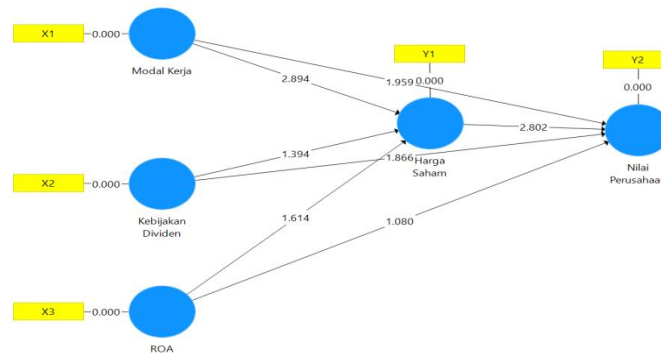 X1
0.000
Modal Kerja
2.894
1.959
Y1
0.000
Harga
Saham
Y2
0.000
2.802
Nilai
Perusahaan
X2
0.000
Kebijakan
Dividen
1.394
1.866
X3
0.000
ROA
1.614
1.080